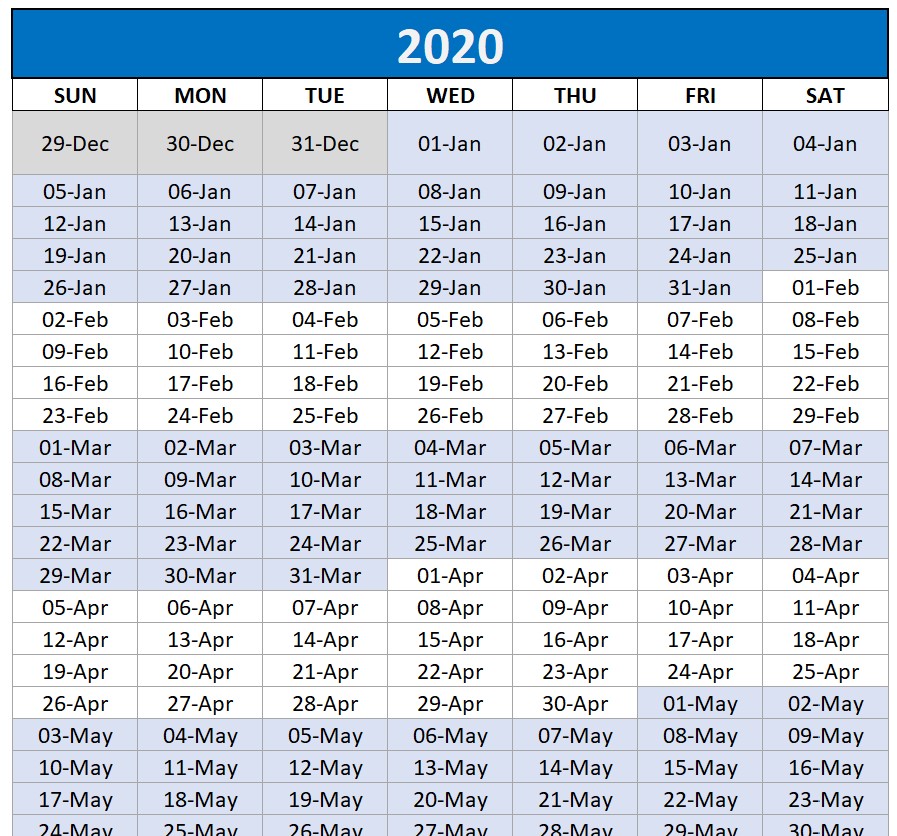 2020
SUN MON TUE WED THU FRI SAT
29-Dec 30-Dec 31-Dec 01-Jan 02-Jan 03-Jan 04-Jan
05-Jan 06-Jan 07-Jan 08-Jan 09-Jan 10-Jan 11-Jan
12-Jan 13-Jan 14-Jan 15-Jan 16-Jan 17-Jan 18-Jan
19-Jan 20-Jan 21-Jan 22-Jan 23-Jan 24-Jan 25-Jan
26-Jan 27-Jan 28-Jan 29-Jan 30-Jan 31-Jan 01-Feb
02-Feb 03-Feb 04-Feb 05-Feb 06-Feb 07-Feb 08-Feb
09-Feb 10-Feb 11-Feb 12-Feb 13-Feb 14-Feb 15-Feb
16-Feb 17-Feb 18-Feb 19-Feb 20-Feb 21-Feb 22-Feb
23-Feb 24-Feb 25-Feb 26-Feb 27-Feb 28-Feb 29-Feb
01-Mar 02-Mar 03-Mar 04-Mar 05-Mar 06-Mar 07-Mar
08-Mar 09-Mar 10-Mar 11-Mar 12-Mar 13-Mar 14-Mar
15-Mar 16-Mar 17-Mar 18-Mar 19-Mar 20-Mar 21-Mar
22-Mar 23-Mar 24-Mar 25-Mar 26-Mar 27-Mar 28-Mar
29-Mar 30-Mar 31-Mar 01-Apr 02-Apr 03-Apr 04-Apr
05-Apr 06-Apr 07-Apr 08-Apr 09-Apr 10-Apr 11-Apr
12-Apr 13-Apr 14-Apr 15-Apr 16-Apr 17-Apr 18-Apr
19-Apr 20-Apr 21-Apr 22-Apr 23-Apr 24-Apr 25-Apr
26-Apr 27-Apr 28-Apr 29-Apr 30-Apr 01-May 02-May
03-May 04-May 05-May 06-May 07-May 08-May 09-May
10-May 11-May 12-May 13-May 14-May 15-May 16-May
17-May 18-May 19-May 20-May 21-May 22-May 23-May
24-May 25-May 26-May 27-May 28-May 29-May 30-May